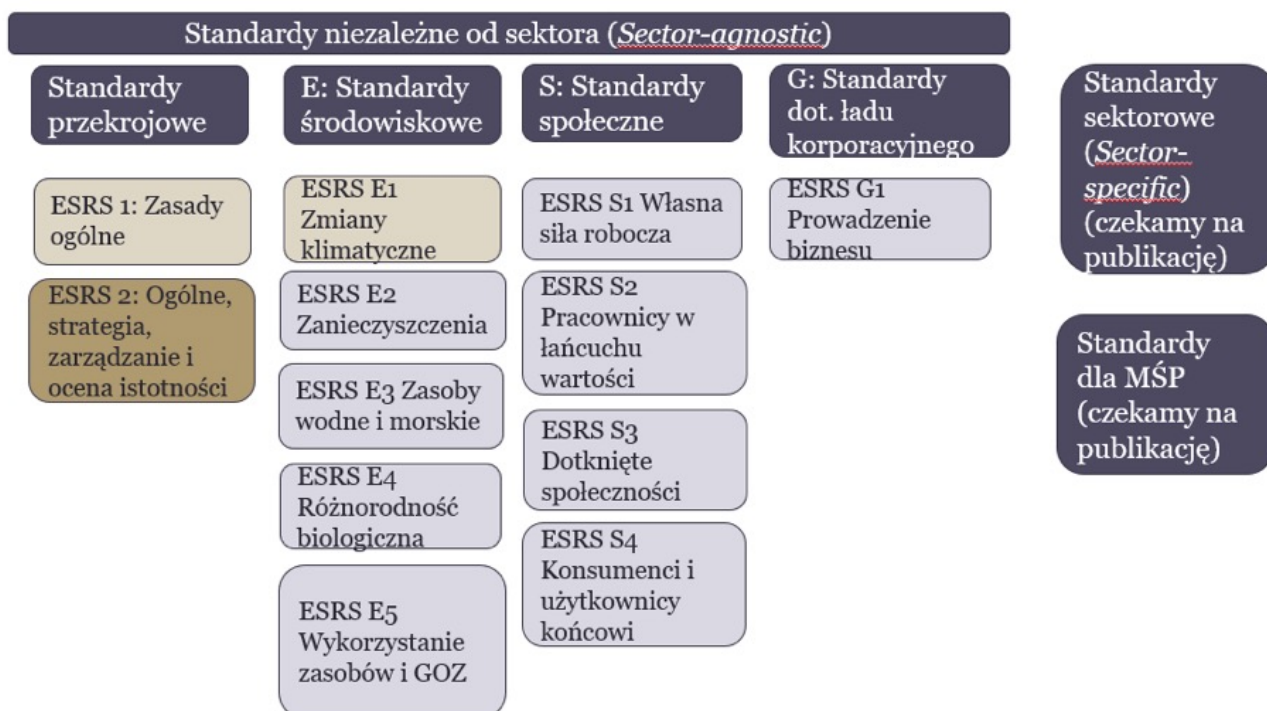 Standardy niezależne od sektora (Sector-agnostic)
Standardy
przekrojowe
ESRS 1: Zasady
ogólne
ESRS 2: Ogólne,
strategia,
zarządzanie i
ocena istotności
E: Standardy
środowiskowe
ESRS E1
Zmiany
klimatyczne
ESRS E2
Zanieczyszczenia
ESRS E3 Zasoby
wodne i morskie
ESRS E4
Różnorodność
biologiczna
ESRS E5
Wykorzystanie
zasobów i GOZ
S: Standardy
społeczne
ESRS S1 Własna
siła robocza
ESRS S2
Pracownicy w
łańcuchu
wartości
ESRS S3
Dotknięte
społeczności
ESRS S4
Konsumenci i
użytkownicy
końcowi
G: Standardy
dot. ładu
korporacyjnego
ESRS G1
Prowadzenie
biznesu
Standardy
sektorowe
(Sector-
specific)
(czekamy na
publikację)
Standardy
dla MŚP
(czekamy na
publikację)